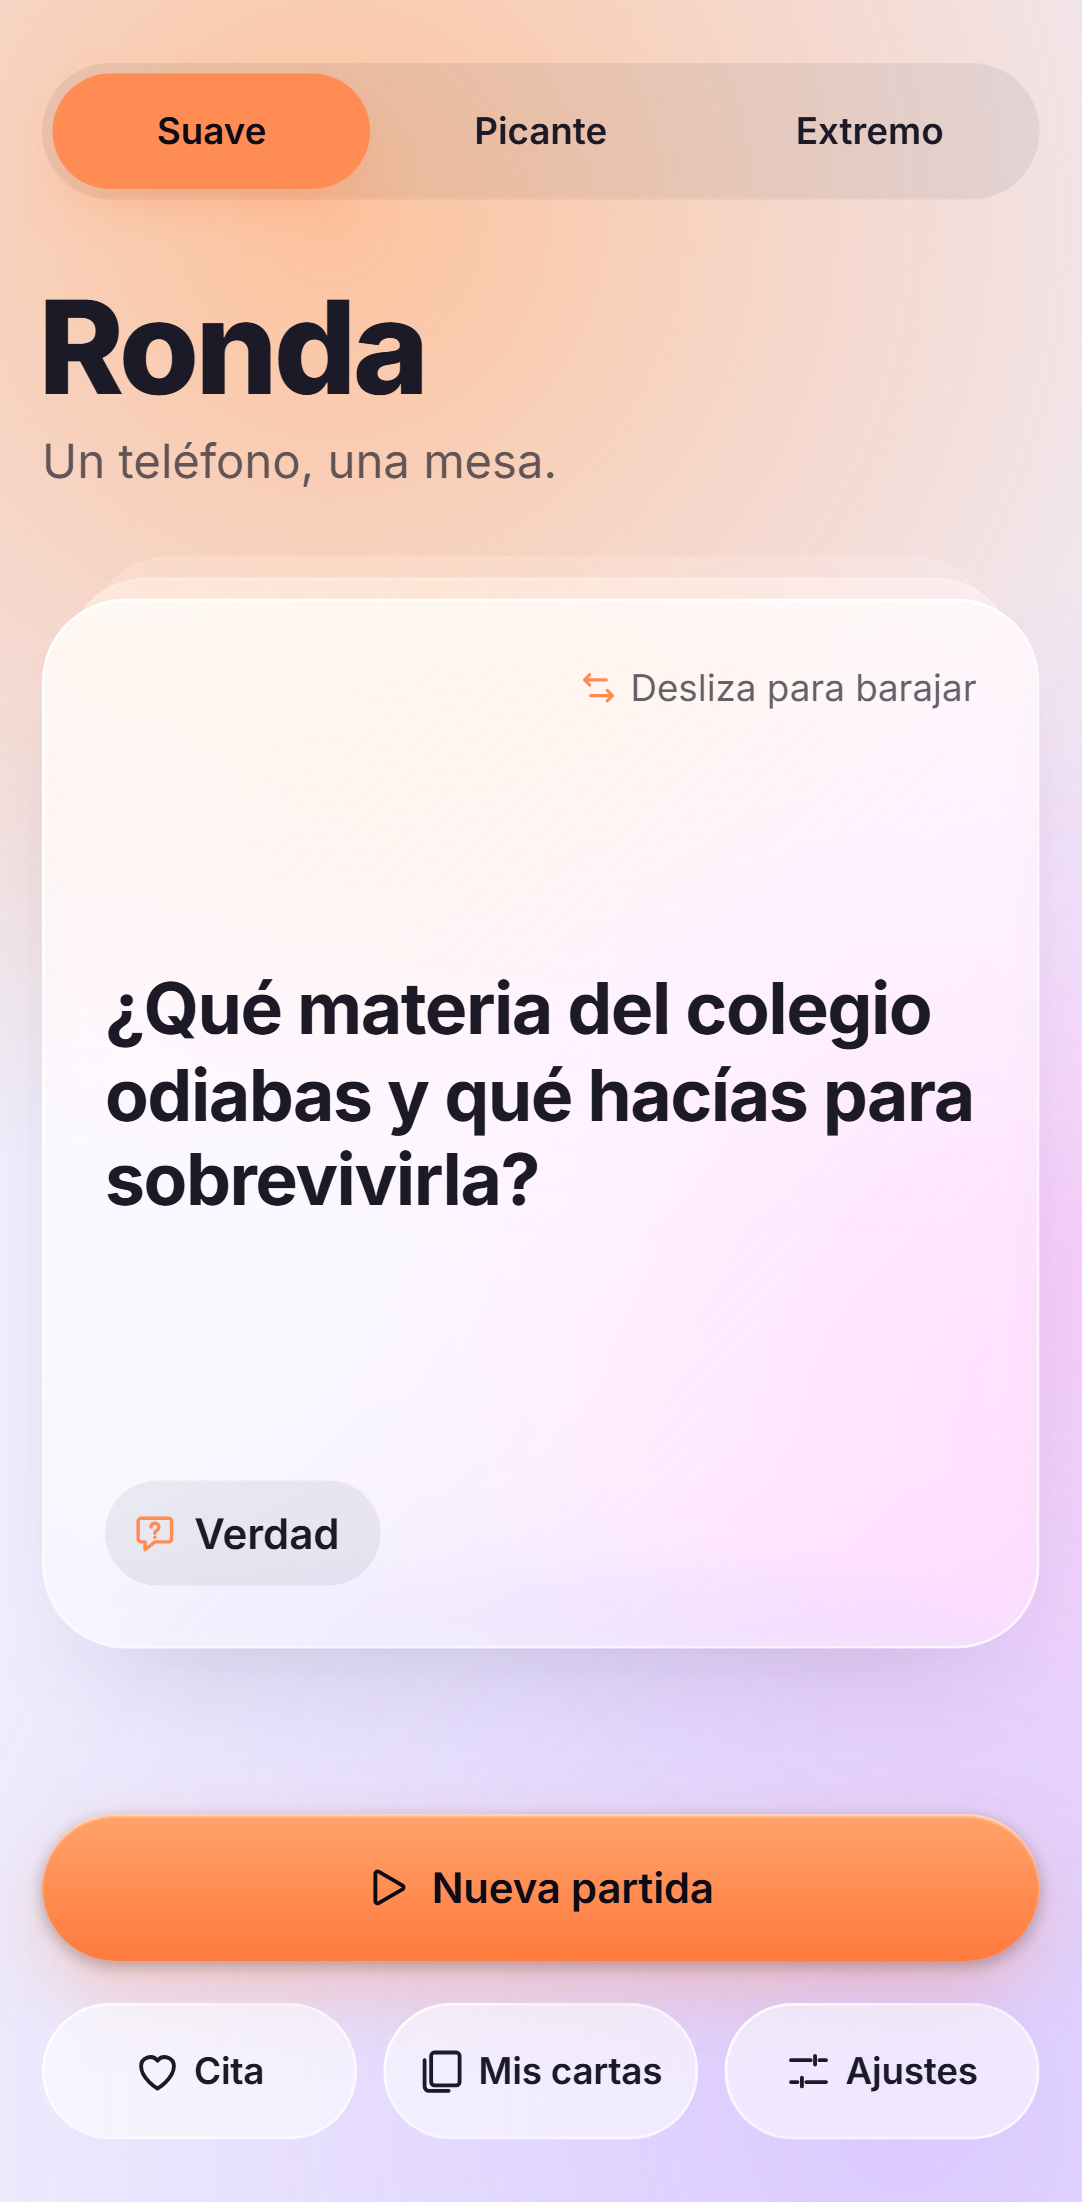 Suave
Picante
Extremo
Ronda
Un teléfono, una mesa.
Desliza para barajar
¿Qué materia del colegio
odiabas y qué hacías para
sobrevivirla?
Verdad
Nueva partida
Cita
Mis cartas
Ajustes